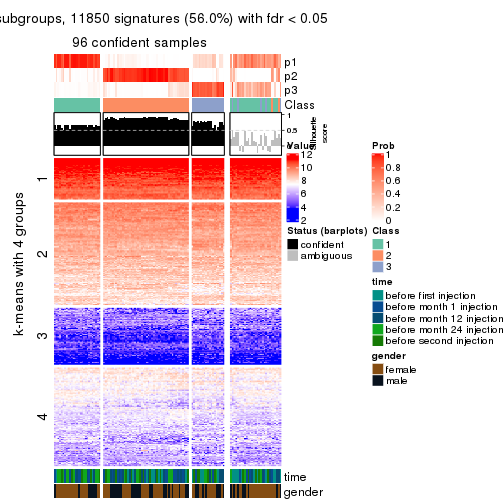 subgroups, 11850 signatures (56.0%) with fdr < 0.05
96 confident samples
p1
p2
p3
Class
1
0.5
0
Silhouette
score
k-means with 4 groups
1
2
3
4
Value
12
10
8
6
4
2
Prob
1
0.8
0.6
0.4
0.2
0
Status (barplots)
confident
ambiguous
Class
1
2
3
time
before first injection
before month 1 injection
before month 12 injection
before month 24 injection
before second injection
gender
female
male
time
gender